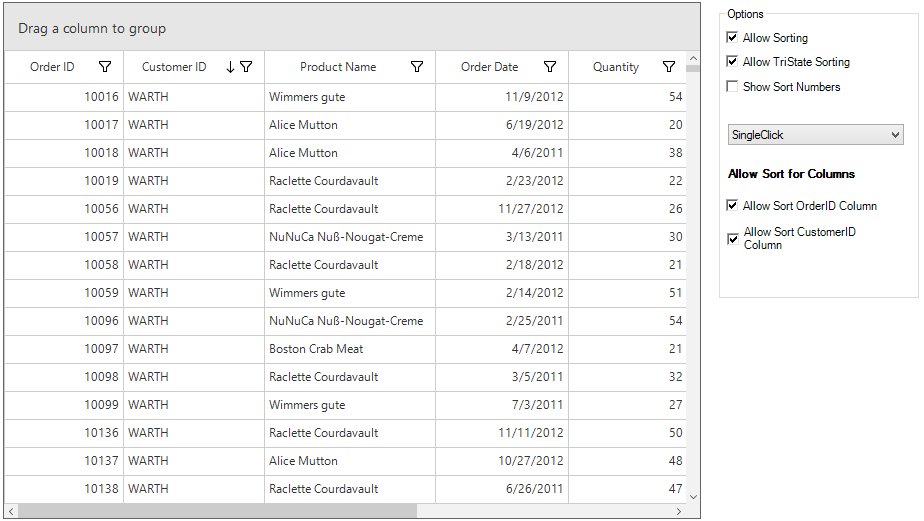 Drag a column to group
Order ID Customer ID Product Name Order Date Quantity
10016 WARTH Wimmers gute 11/9/2012 54
10017 WARTH Alice Mutton 6/19/2012 20
10018 WARTH Alice Mutton 4/6/2011 38
10019 WARTH Raclette Courdavault 2/23/2012 22
10056 WARTH Raclette Courdavault 11/27/2012 26
10057 WARTH NuNuCa Nuß-Nougat-Creme 3/13/2011 30
10058 WARTH Raclette Courdavault 2/18/2012 21
10059 WARTH Wimmers gute 2/14/2012 51
10096 WARTH NuNuCa Nuß-Nougat-Creme 2/25/2011 54
10097 WARTH Boston Crab Meat 4/7/2012 21
10098 WARTH Raclette Courdavault 3/5/2011 32
10099 WARTH Wimmers gute 7/3/2011 27
10136 WARTH Raclette Courdavault 11/11/2012 50
10137 WARTH Alice Mutton 10/27/2012 48
10138 WARTH Raclette Courdavault 6/26/2011 47
Options
Allow Sorting
Allow TriState Sorting
Show Sort Numbers
SingleClick
Allow Sort for Columns
Allow Sort OrderID Column
Allow Sort CustomerID
Column